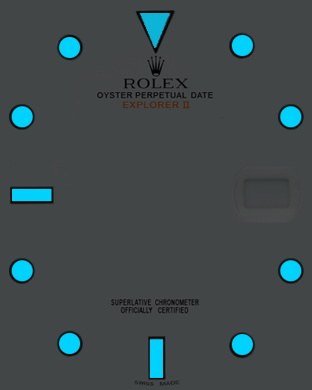 ROLEX
OYSTER PERPETUAL DATE
EXPLORER II
SUPERLATIVE CHRONOMETER
OFFICIALLY CERTIFIED